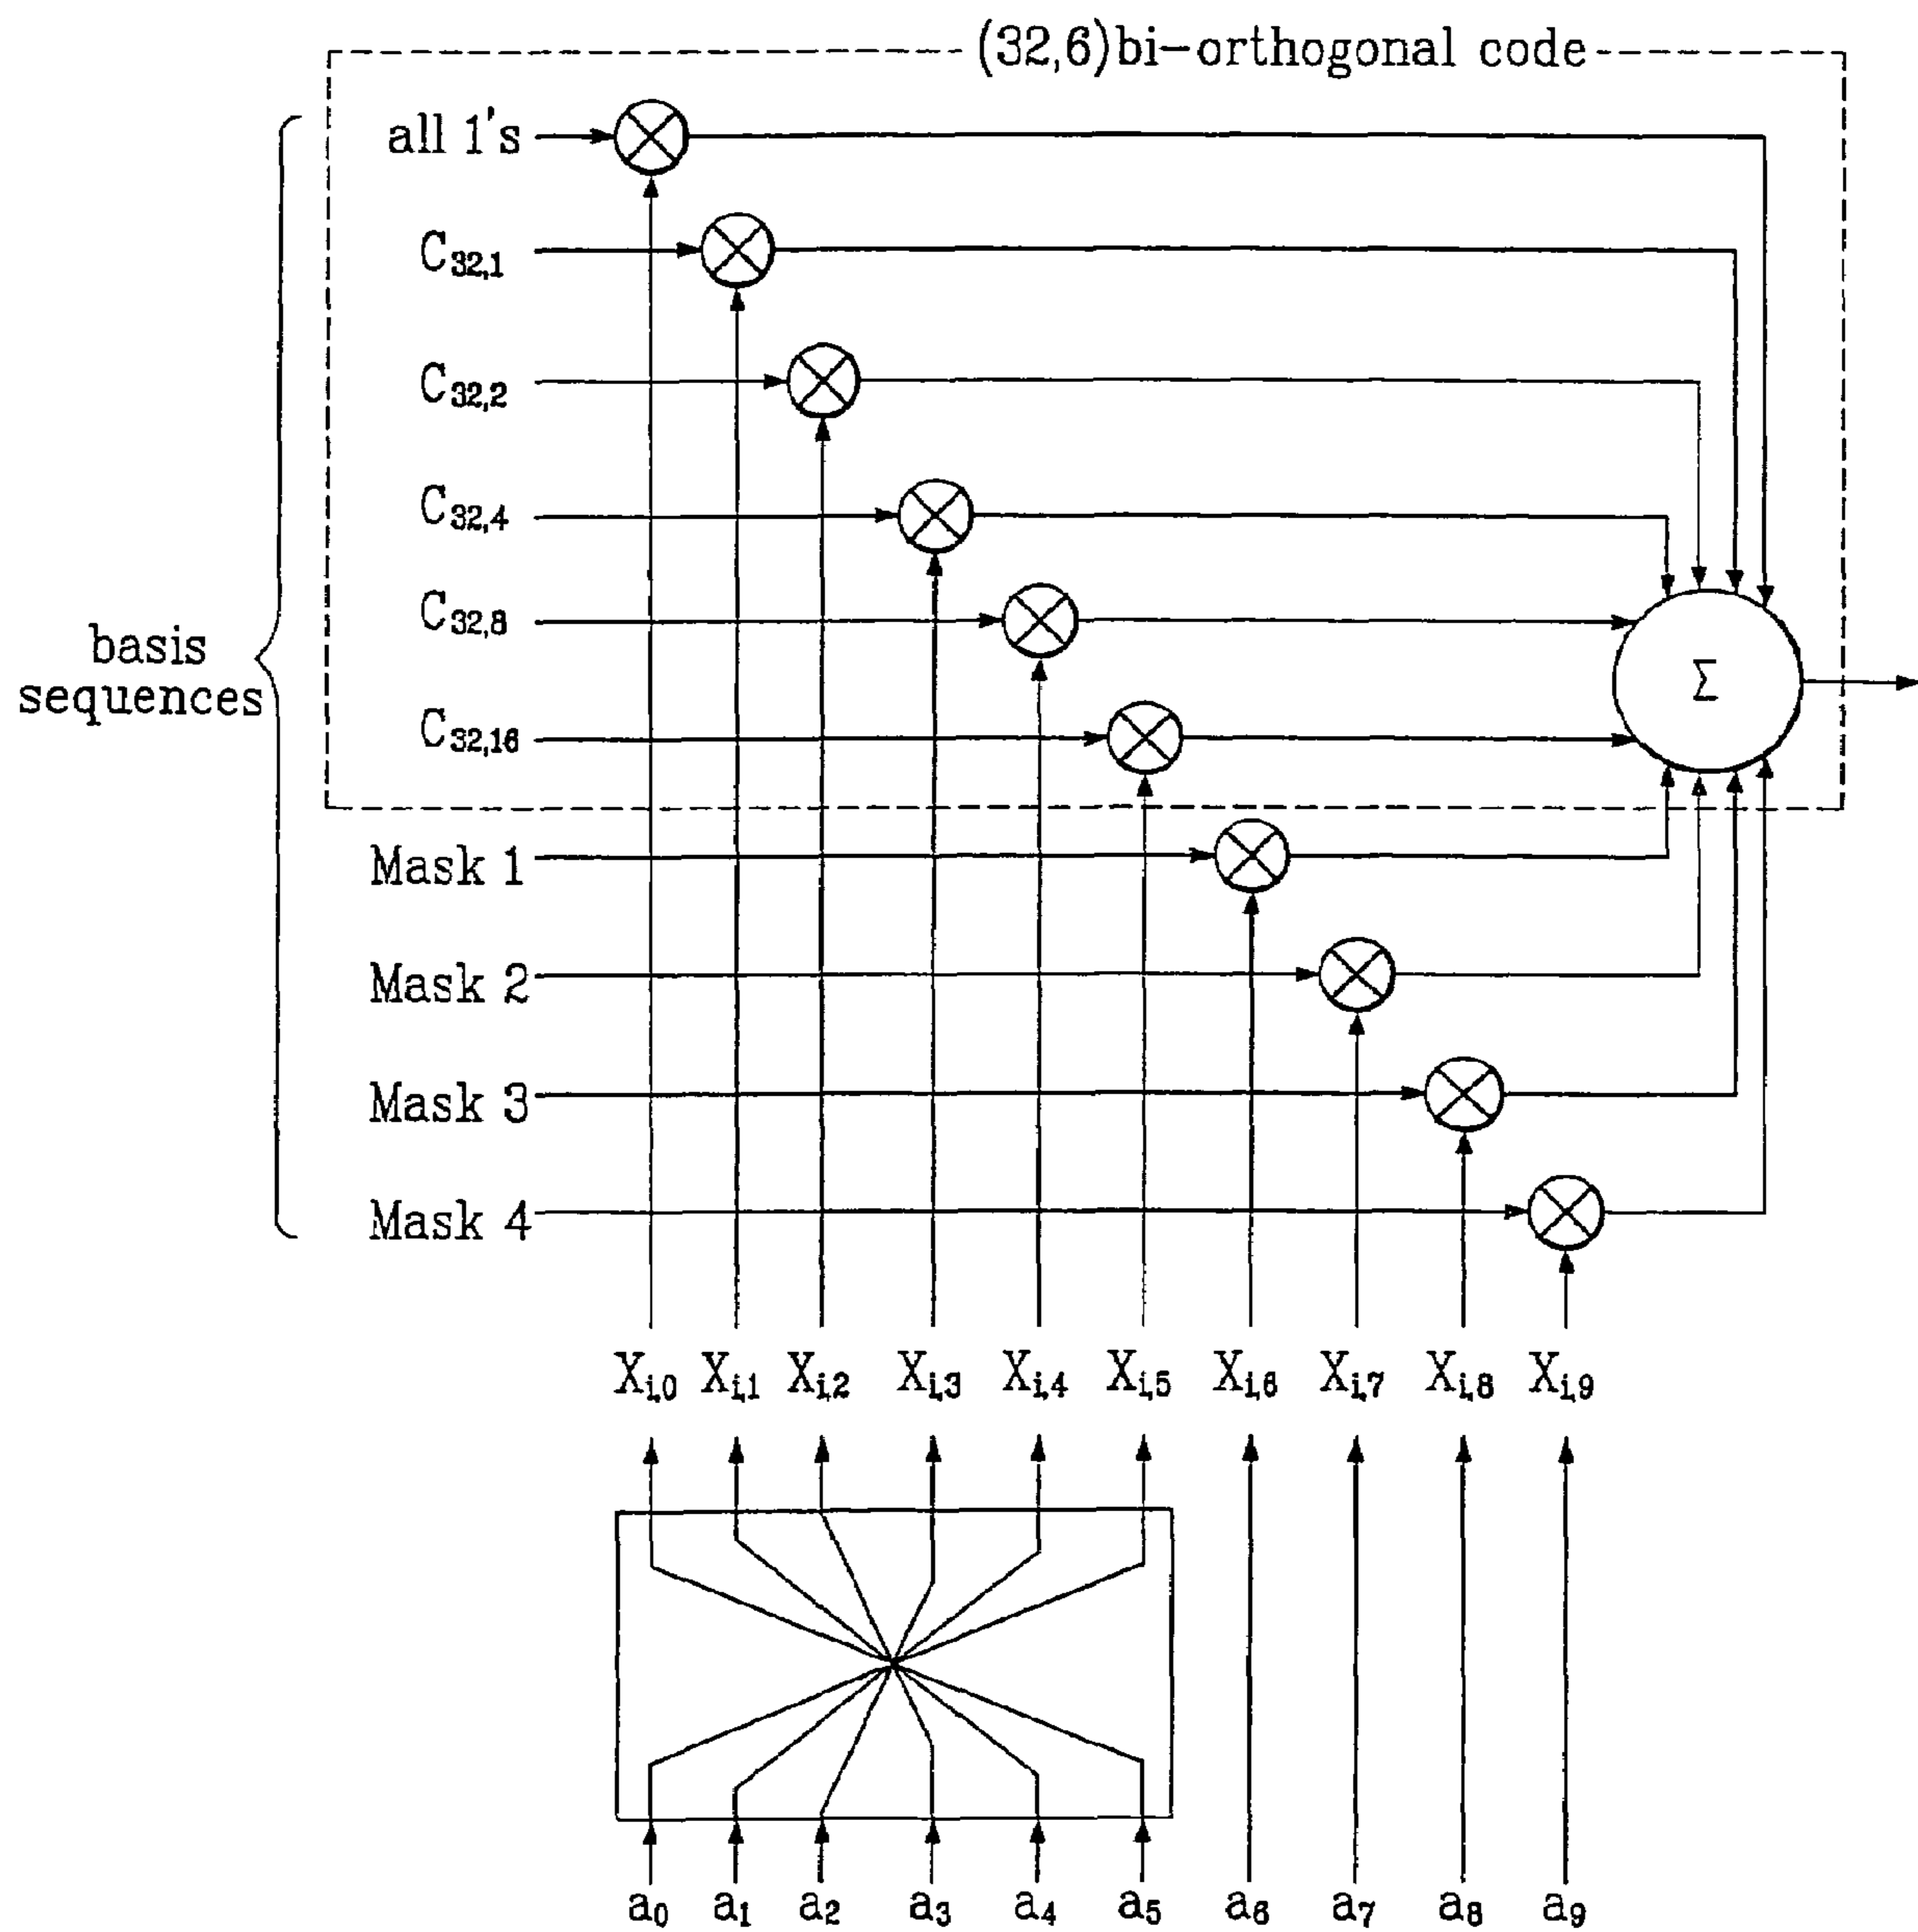 (32,6)bi-orthogonal code
all 1's
C32,1
C32,2
C32,4
C32,8
C32,16
basis
sequences
Mask 1
Mask 2
Mask 3
Mask 4
Σ
Xi,0 Xi,1 Xi,2 Xi,3 Xi,4 Xi,5 Xi,6 Xi,7 Xi,8 Xi,9
a0 a1 a2 a3 a4 a5 a6 a7 a8 a9